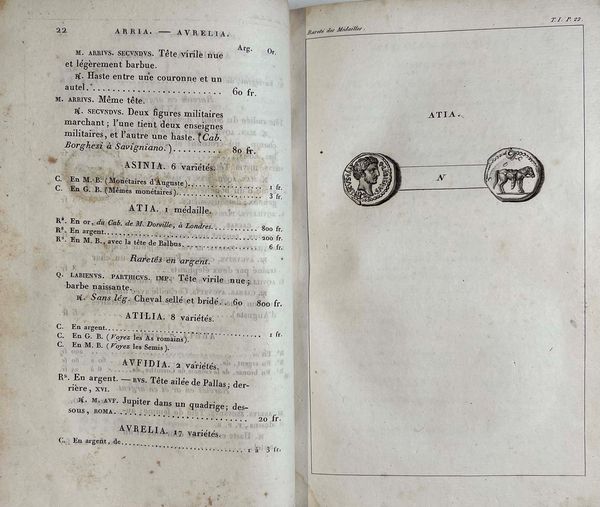 22 ARRIA. — AVRELIA.
Arg. Or.
M. ARRIVS. SECVNDVS. Tête virile nue
et légèrement barbue.
℟. Haste entre une couronne et un
autel. 60 fr.
M. ARRIVS. Même tête.
℟. SECVNDVS. Deux figures militaires
marchant; l'une tient deux enseignes
militaires, et l'autre une haste. (Cab.
Borghesi à Savigniano.) 80 fr.
ASINIA. 6 variétés.
C. En M. B. (Monétaires d'Auguste) 1 fr.
C. En G. B. (Mêmes monétaires) 3 fr.
ATIA. 1 médaille.
En or, du Cab. de M. Dorville, à Londres. 800 fr.
En argent 200 fr.
En M. B., avec la tête de Balbus 6 fr.
Raretés en argent.
Q. LABIENVS. PARTHICVS. IMP. Tête virile nue;
barbe naissante.
℟. Sans lég. Cheval sellé et bridé. 60 800 fr.
ATILIA. 8 variétés.
C. En argent 1 fr.
C. En G. B. (Voyez les As romains).
C. En M. B. (Voyez les Semis).
AVFIDIA. 2 variétés.
En argent. — RVS. Tête ailée de Pallas; der-
rière, XVI.
℟. M. AVF. Jupiter dans un quadrige; des-
sous, ROMA 20 fr.
AVRELIA. 17 variétés.
C. En argent, de 1 à 3 fr.
Rareté des Médailles.
T. I. P. 22
ATIA.